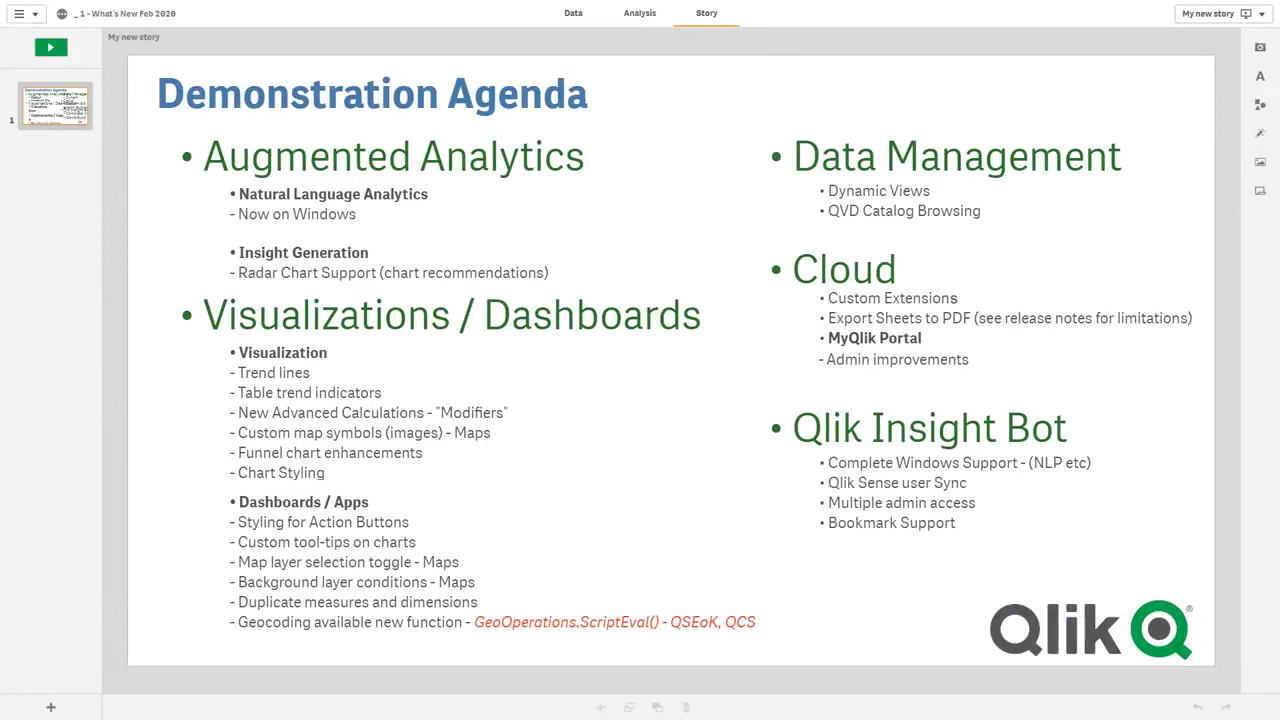 _ 1 - What's New Feb 2020
Data
Analysis
Story
My new story
My new story
1
Demonstration Agenda
• Augmented Analytics
• Natural Language Analytics
- Now on Windows
• Insight Generation
- Radar Chart Support (chart recommendations)
• Visualizations / Dashboards
• Visualization
- Trend lines
- Table trend indicators
- New Advanced Calculations - "Modifiers"
- Custom map symbols (images) - Maps
- Funnel chart enhancements
- Chart Styling
• Dashboards / Apps
- Styling for Action Buttons
- Custom tool-tips on charts
- Map layer selection toggle - Maps
- Background layer conditions - Maps
- Duplicate measures and dimensions
- Geocoding available new function - GeoOperations.ScriptEval() - QSEoK, QCS
• Data Management
• Dynamic Views
• QVD Catalog Browsing
• Cloud
• Custom Extensions
• Export Sheets to PDF (see release notes for limitations)
• MyQlik Portal
- Admin improvements
• Qlik Insight Bot
• Complete Windows Support - (NLP etc)
• Qlik Sense user Sync
• Multiple admin access
• Bookmark Support
Qlik Q®